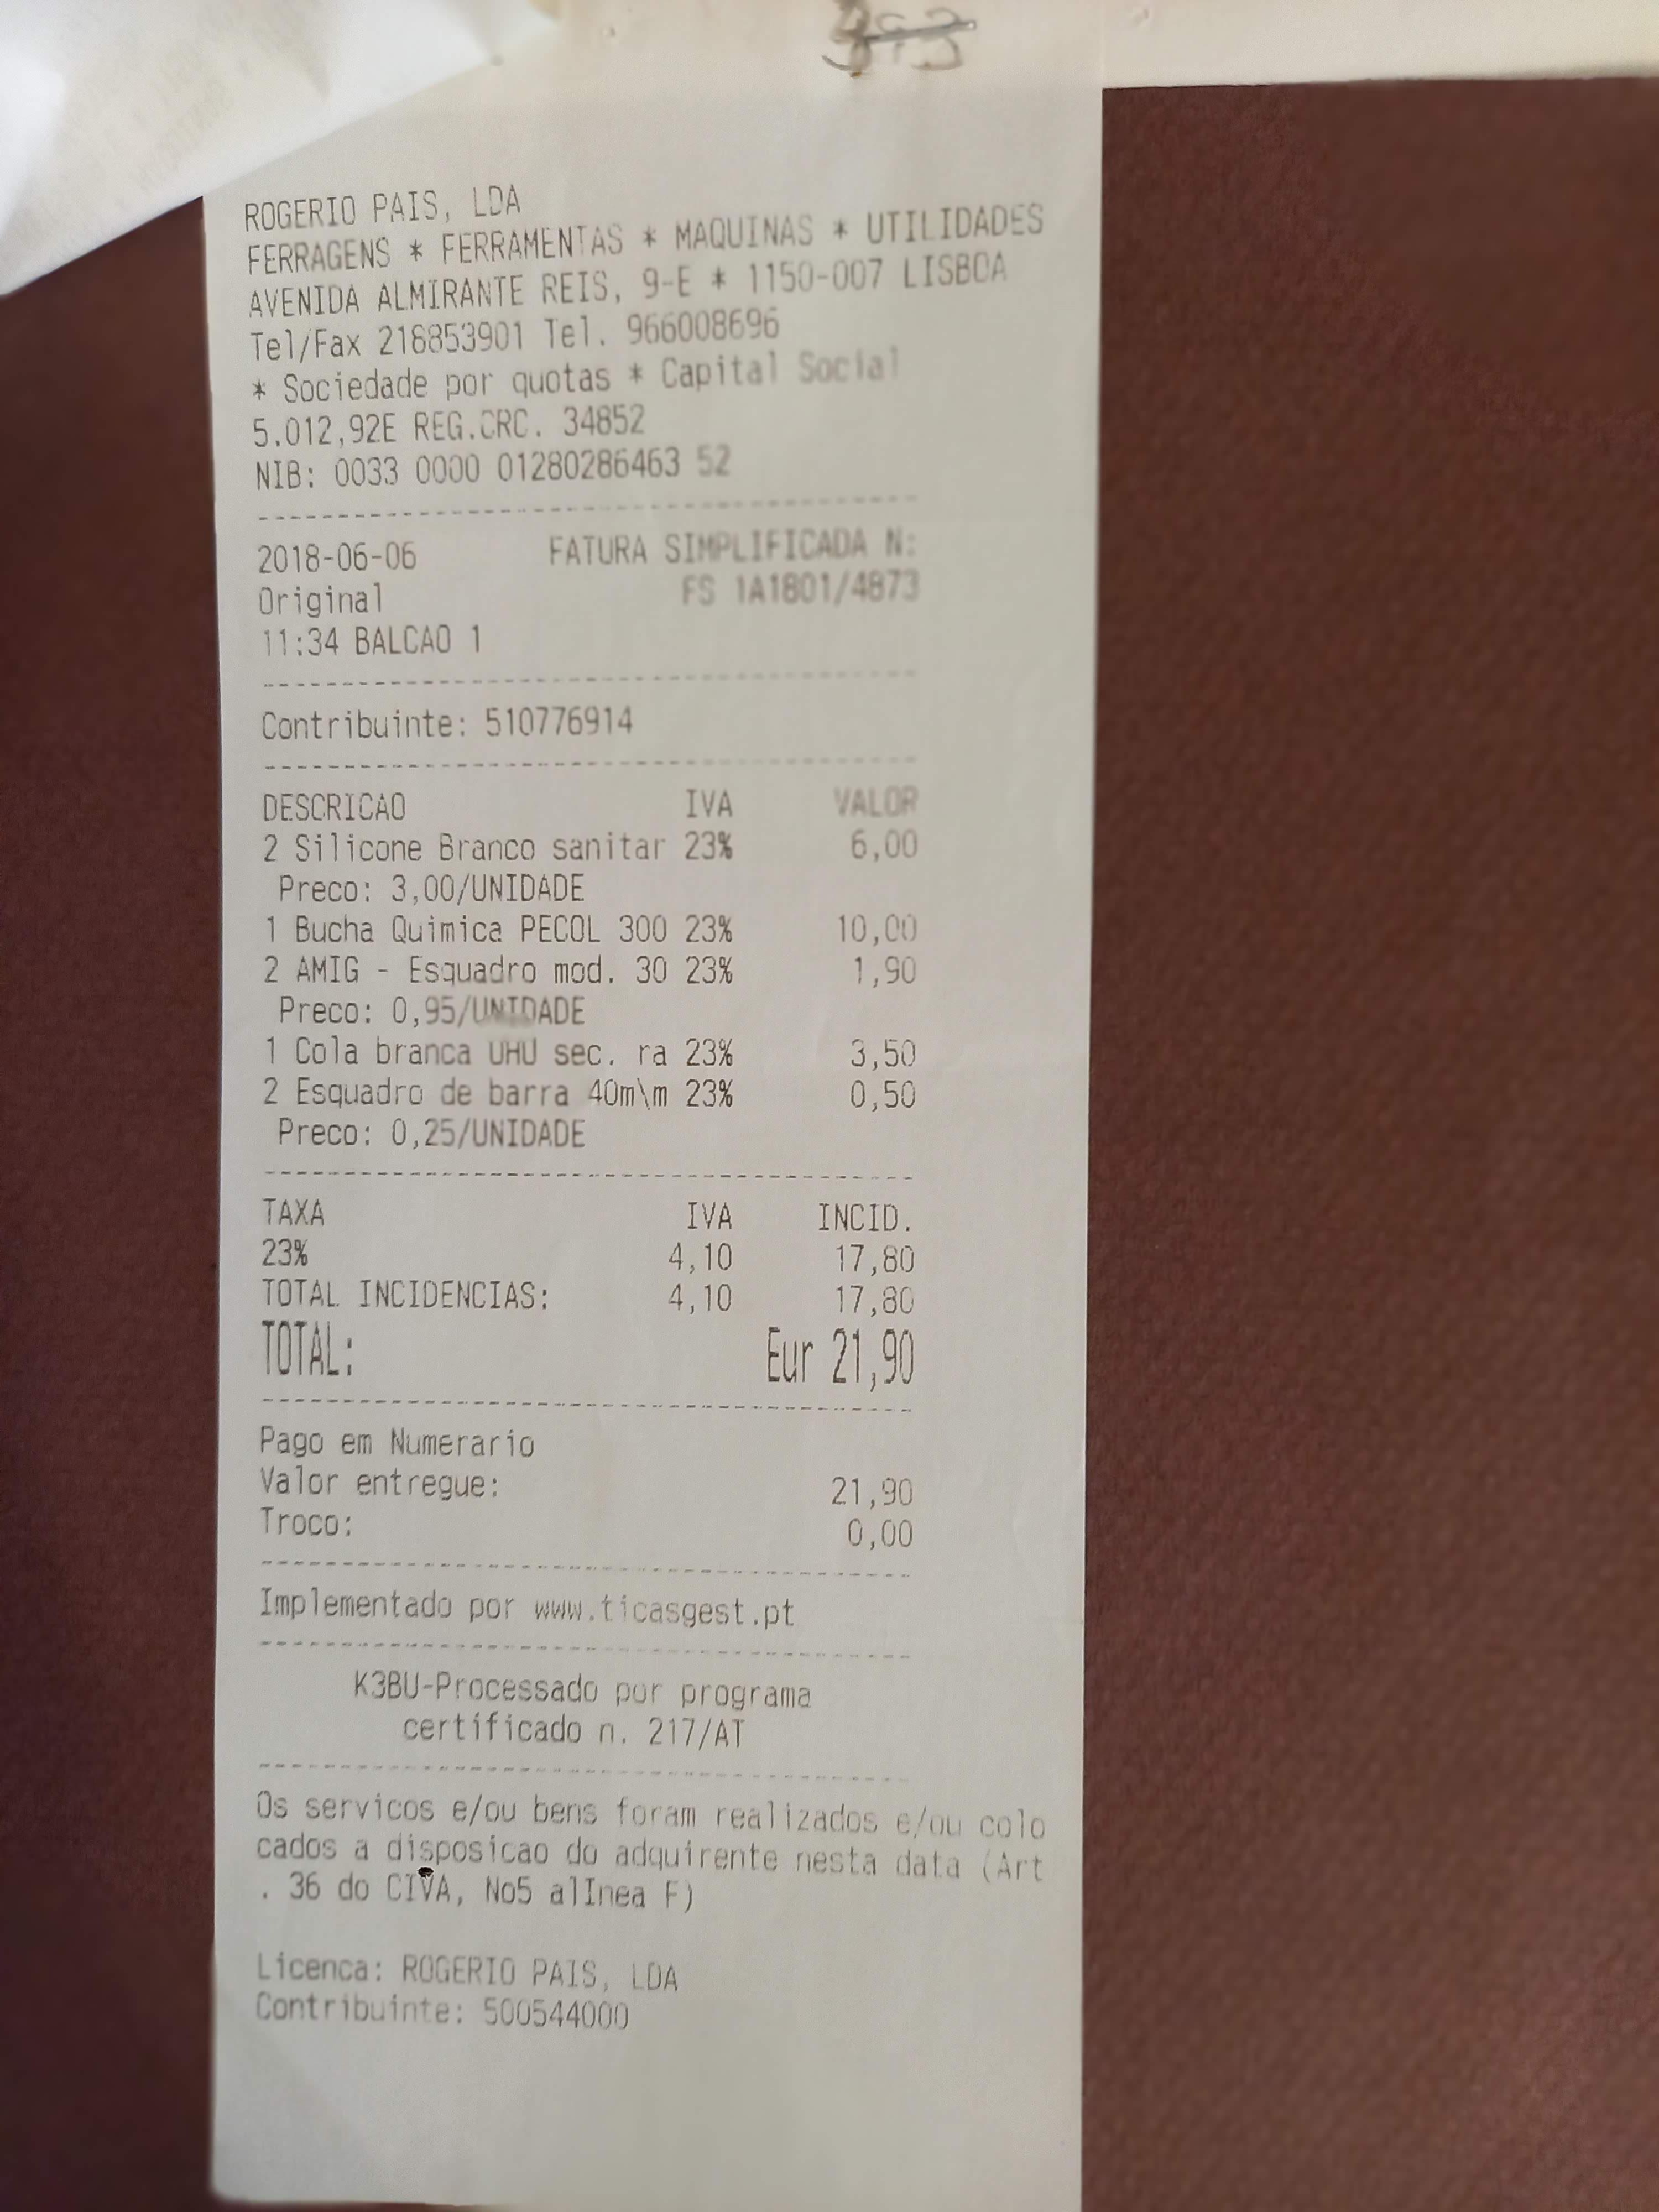 ROGERIO PAIS, LDA
FERRAGENS * FERRAMENTAS * MAQUINAS * UTILIDADES
AVENIDA ALMIRANTE REIS, 9-E * 1150-007 LISBOA
Tel/Fax 218853901 Tel. 966008696
* Sociedade por quotas * Capital Social
5.012,92E REG.CRC. 34852
NIB: 0033 0000 01280286463 52
2018-06-06 FATURA SIMPLIFICADA N:
Original FS 1A1801/4873
11:34 BALCAO 1
Contribuinte: 510776914
DESCRICAO IVA VALOR
2 Silicone Branco sanitar 23% 6,00
Preco: 3,00/UNIDADE
1 Bucha Quimica PECOL 300 23% 10,00
2 AMIG - Esquadro mod. 30 23% 1,90
Preco: 0,95/UNIDADE
1 Cola branca UHU sec. ra 23% 3,50
2 Esquadro de barra 40m\m 23% 0,50
Preco: 0,25/UNIDADE
TAXA IVA INCID.
23% 4,10 17,80
TOTAL INCIDENCIAS: 4,10 17,80
TOTAL: Eur 21,90
Pago em Numerario
Valor entregue: 21,90
Troco: 0,00
Implementado por www.ticasgest.pt
K3BU-Processado por programa
certificado n. 217/AT
Os servicos e/ou bens foram realizados e/ou colo
cados a disposicao do adquirente nesta data (Art
. 36 do CIVA, No5 alInea F)
Licenca: ROGERIO PAIS, LDA
Contribuinte: 500544000